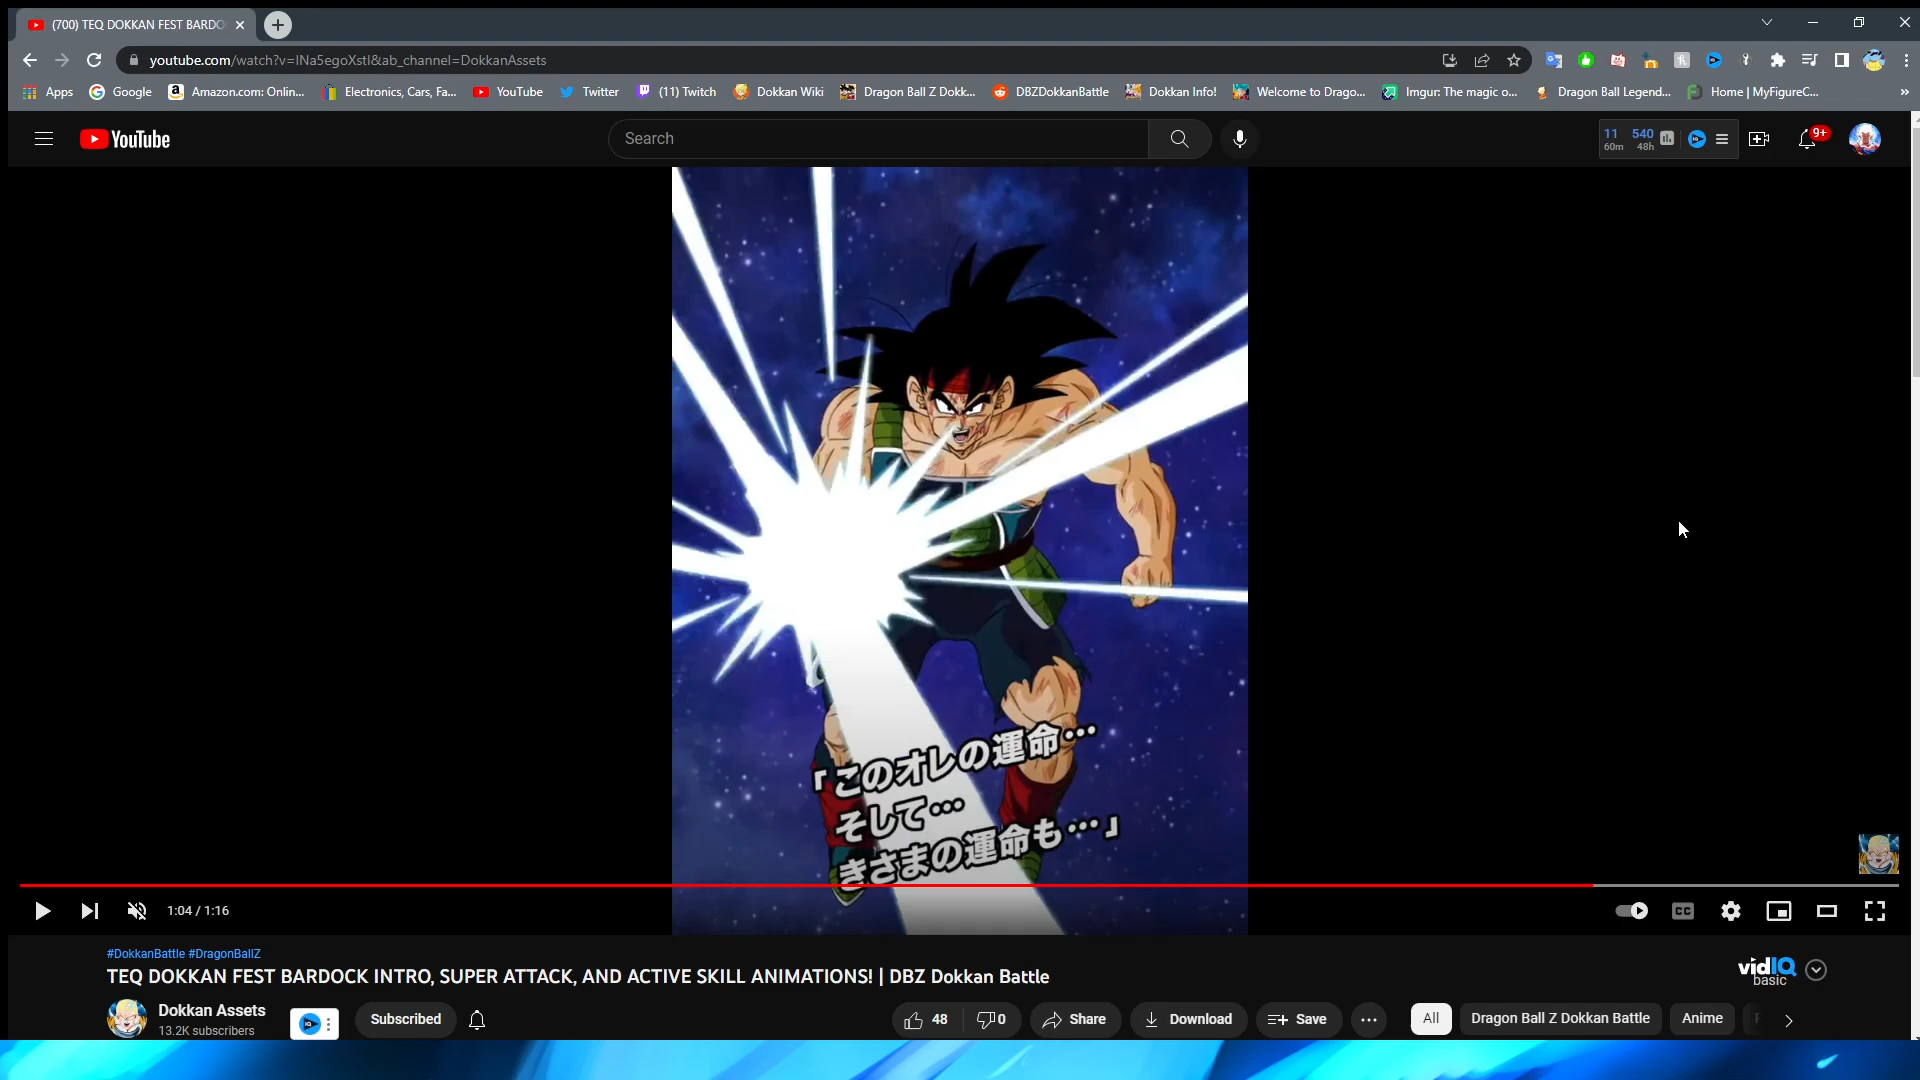 (700) TEQ DOKKAN FEST BARDO
youtube.com/watch?v=INa5egoXstI&ab_channel=DokkanAssets
Apps
Google
Amazon.com: Onlin...
Electronics, Cars, Fa...
YouTube
Twitter
(11) Twitch
Dokkan Wiki
Dragon Ball Z Dokk...
DBZDokkanBattle
Dokkan Info!
Welcome to Drago...
Imgur: The magic o...
Dragon Ball Legend...
Home | MyFigureC...
YouTube
Search
11
60m
540
48h
9+
「このオレの運命…
そして…
きさまの運命も…」
1:04 / 1:16
CC
#DokkanBattle #DragonBallZ
TEQ DOKKAN FEST BARDOCK INTRO, SUPER ATTACK, AND ACTIVE SKILL ANIMATIONS! | DBZ Dokkan Battle
vidIQ
basic
Dokkan Assets
13.2K subscribers
Subscribed
48
0
Share
Download
Save
All
Dragon Ball Z Dokkan Battle
Anime